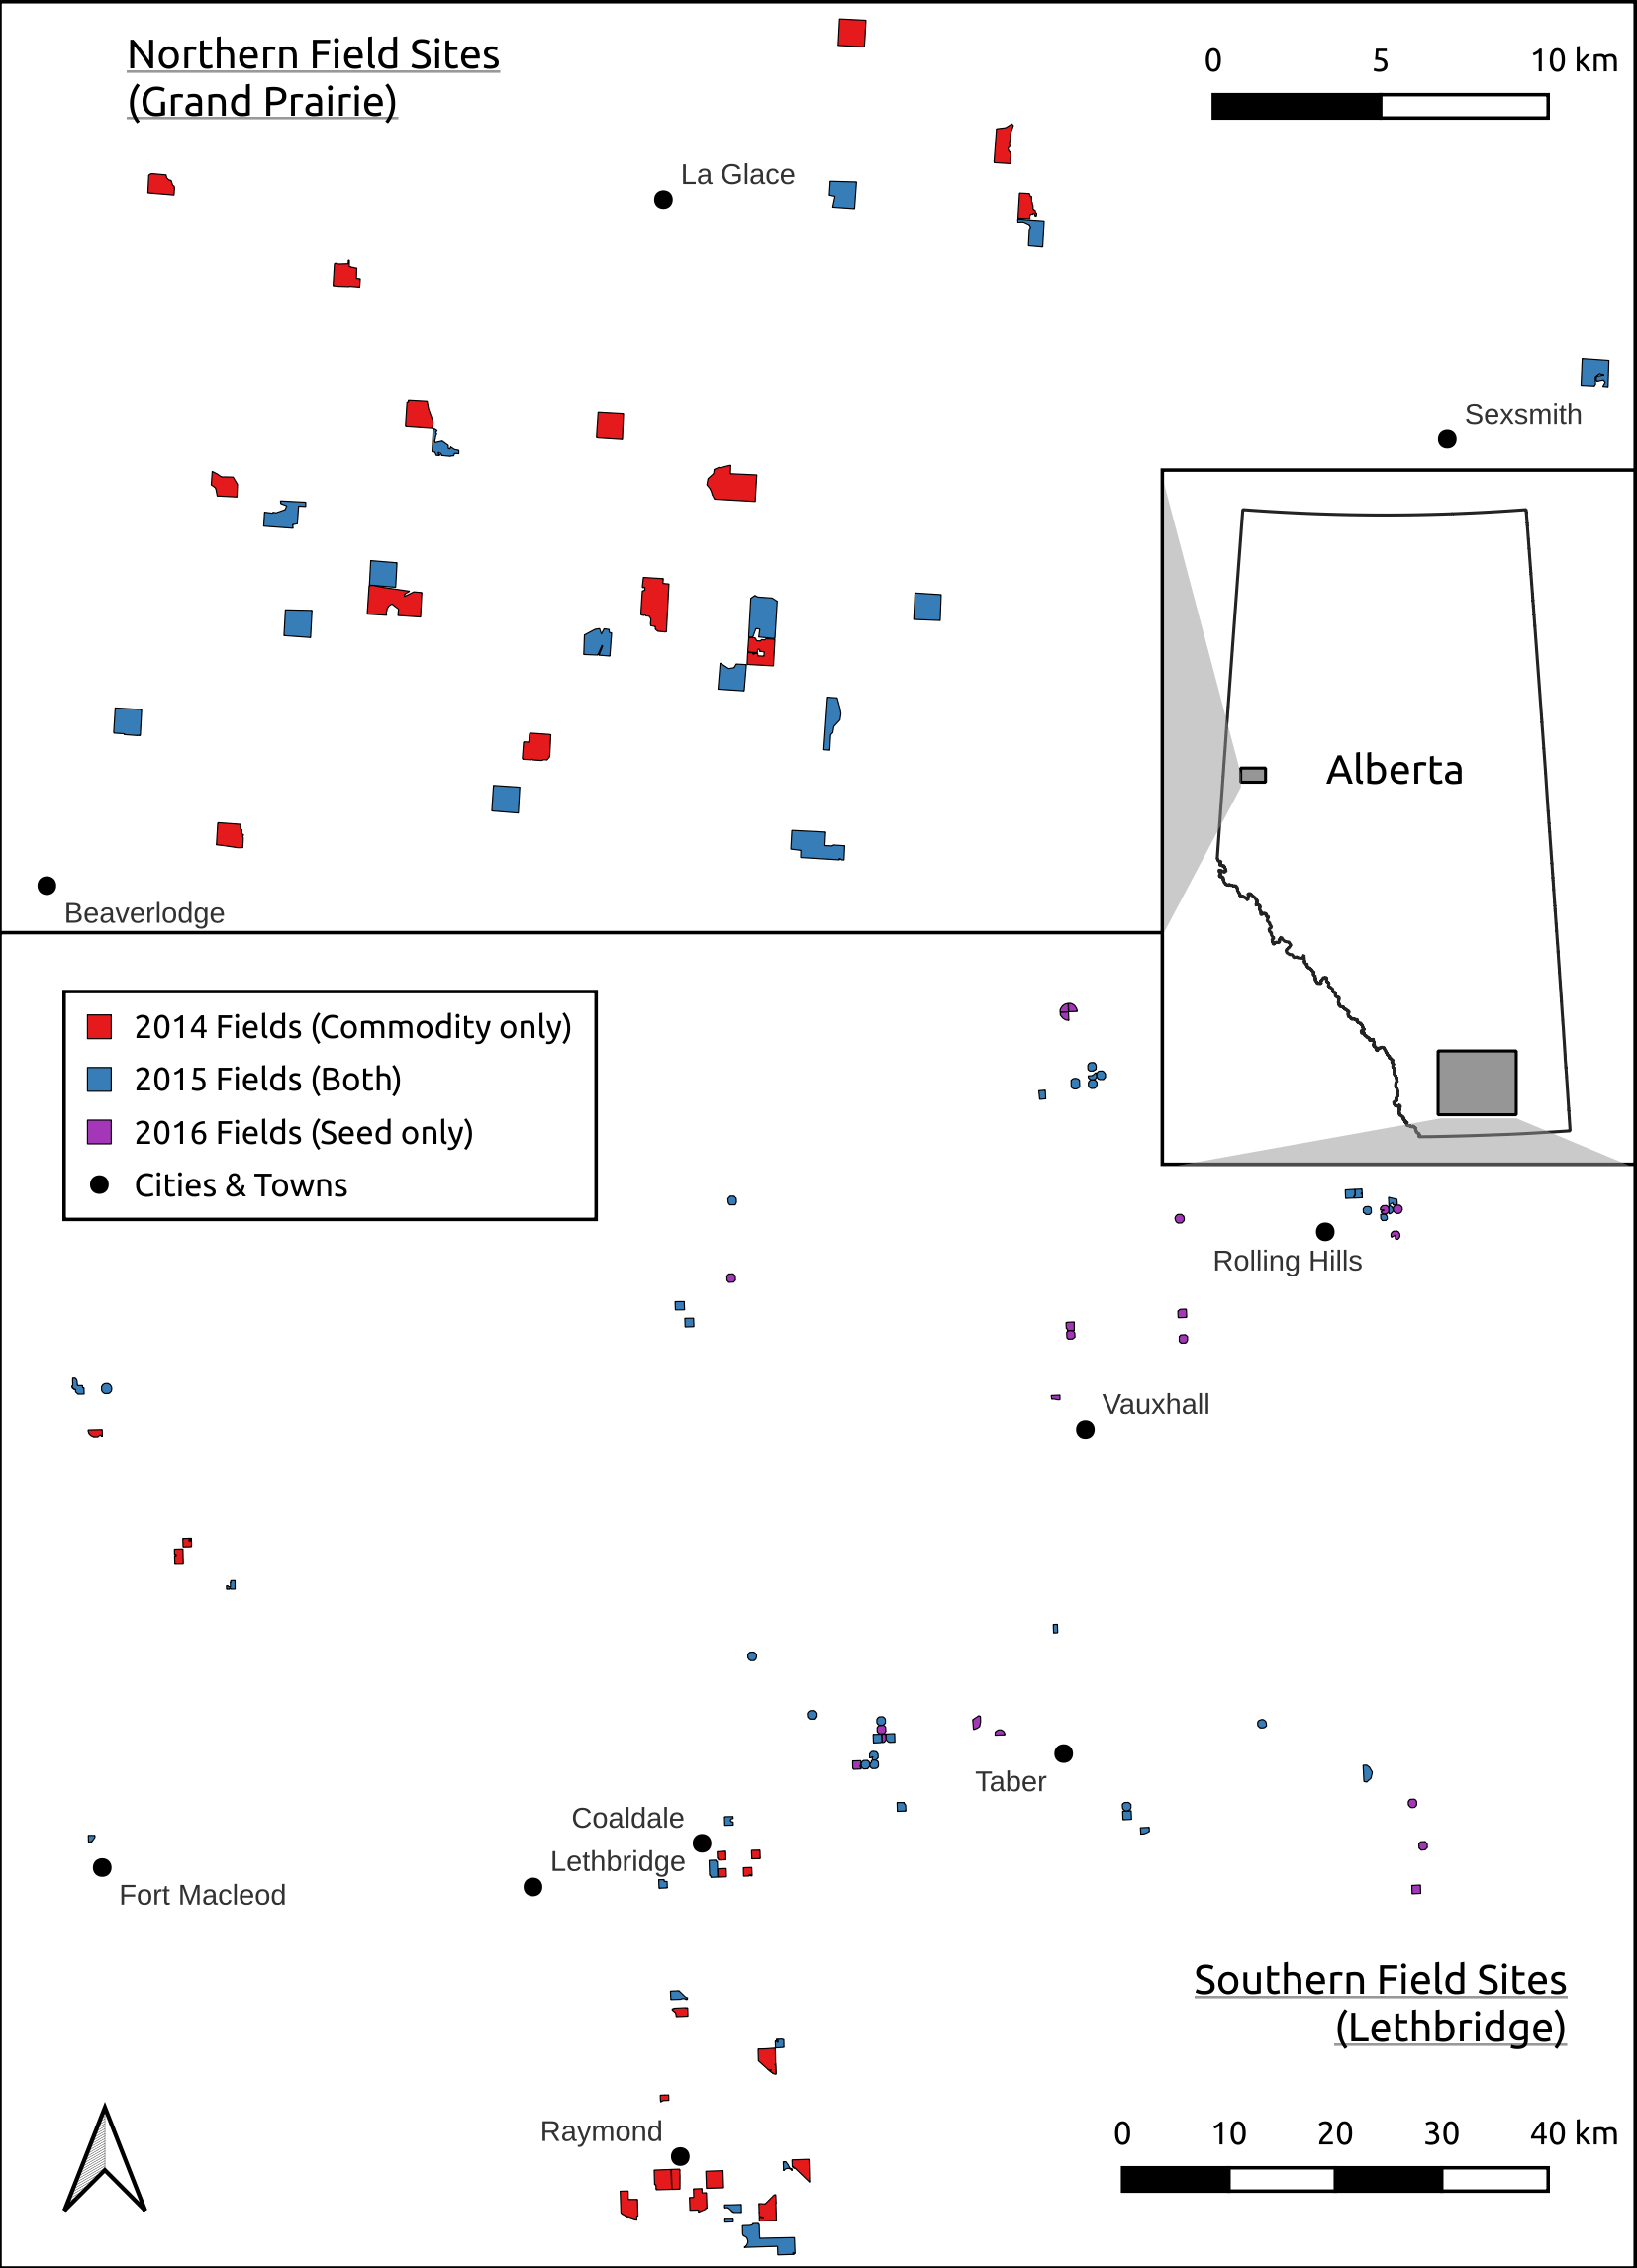 Northern Field Sites
(Grand Prairie)
0 5 10 km
La Glace
Sexsmith
Beaverlodge
Alberta
2014 Fields (Commodity only)
2015 Fields (Both)
2016 Fields (Seed only)
Cities & Towns
Rolling Hills
Vauxhall
Taber
Coaldale
Lethbridge
Fort Macleod
Southern Field Sites
(Lethbridge)
Raymond
0 10 20 30 40 km